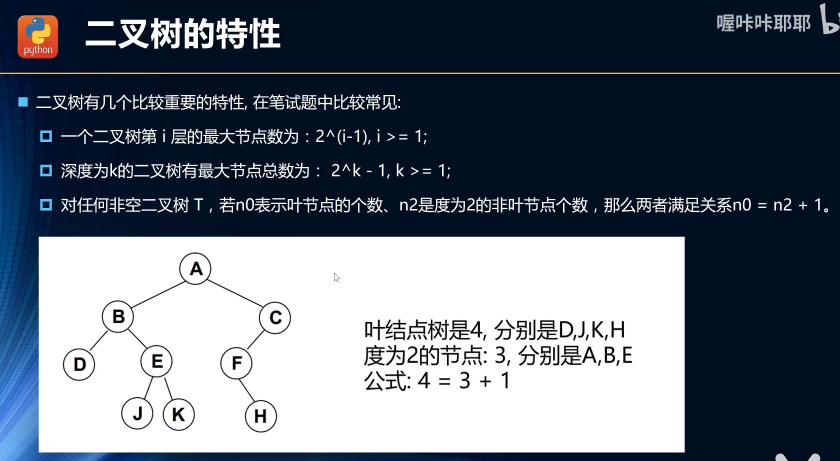 python
二叉树的特性
喔咔咔耶耶
二叉树有几个比较重要的特性, 在笔试题中比较常见:
一个二叉树第 i 层的最大节点数为：2^(i-1), i >= 1;
深度为k的二叉树有最大节点总数为： 2^k - 1, k >= 1;
对任何非空二叉树 T，若n0表示叶节点的个数、n2是度为2的非叶节点个数，那么两者满足关系n0 = n2 + 1。
A
B
C
D
E
F
J
K
H
叶结点树是4, 分别是D,J,K,H
度为2的节点: 3, 分别是A,B,E
公式: 4 = 3 + 1